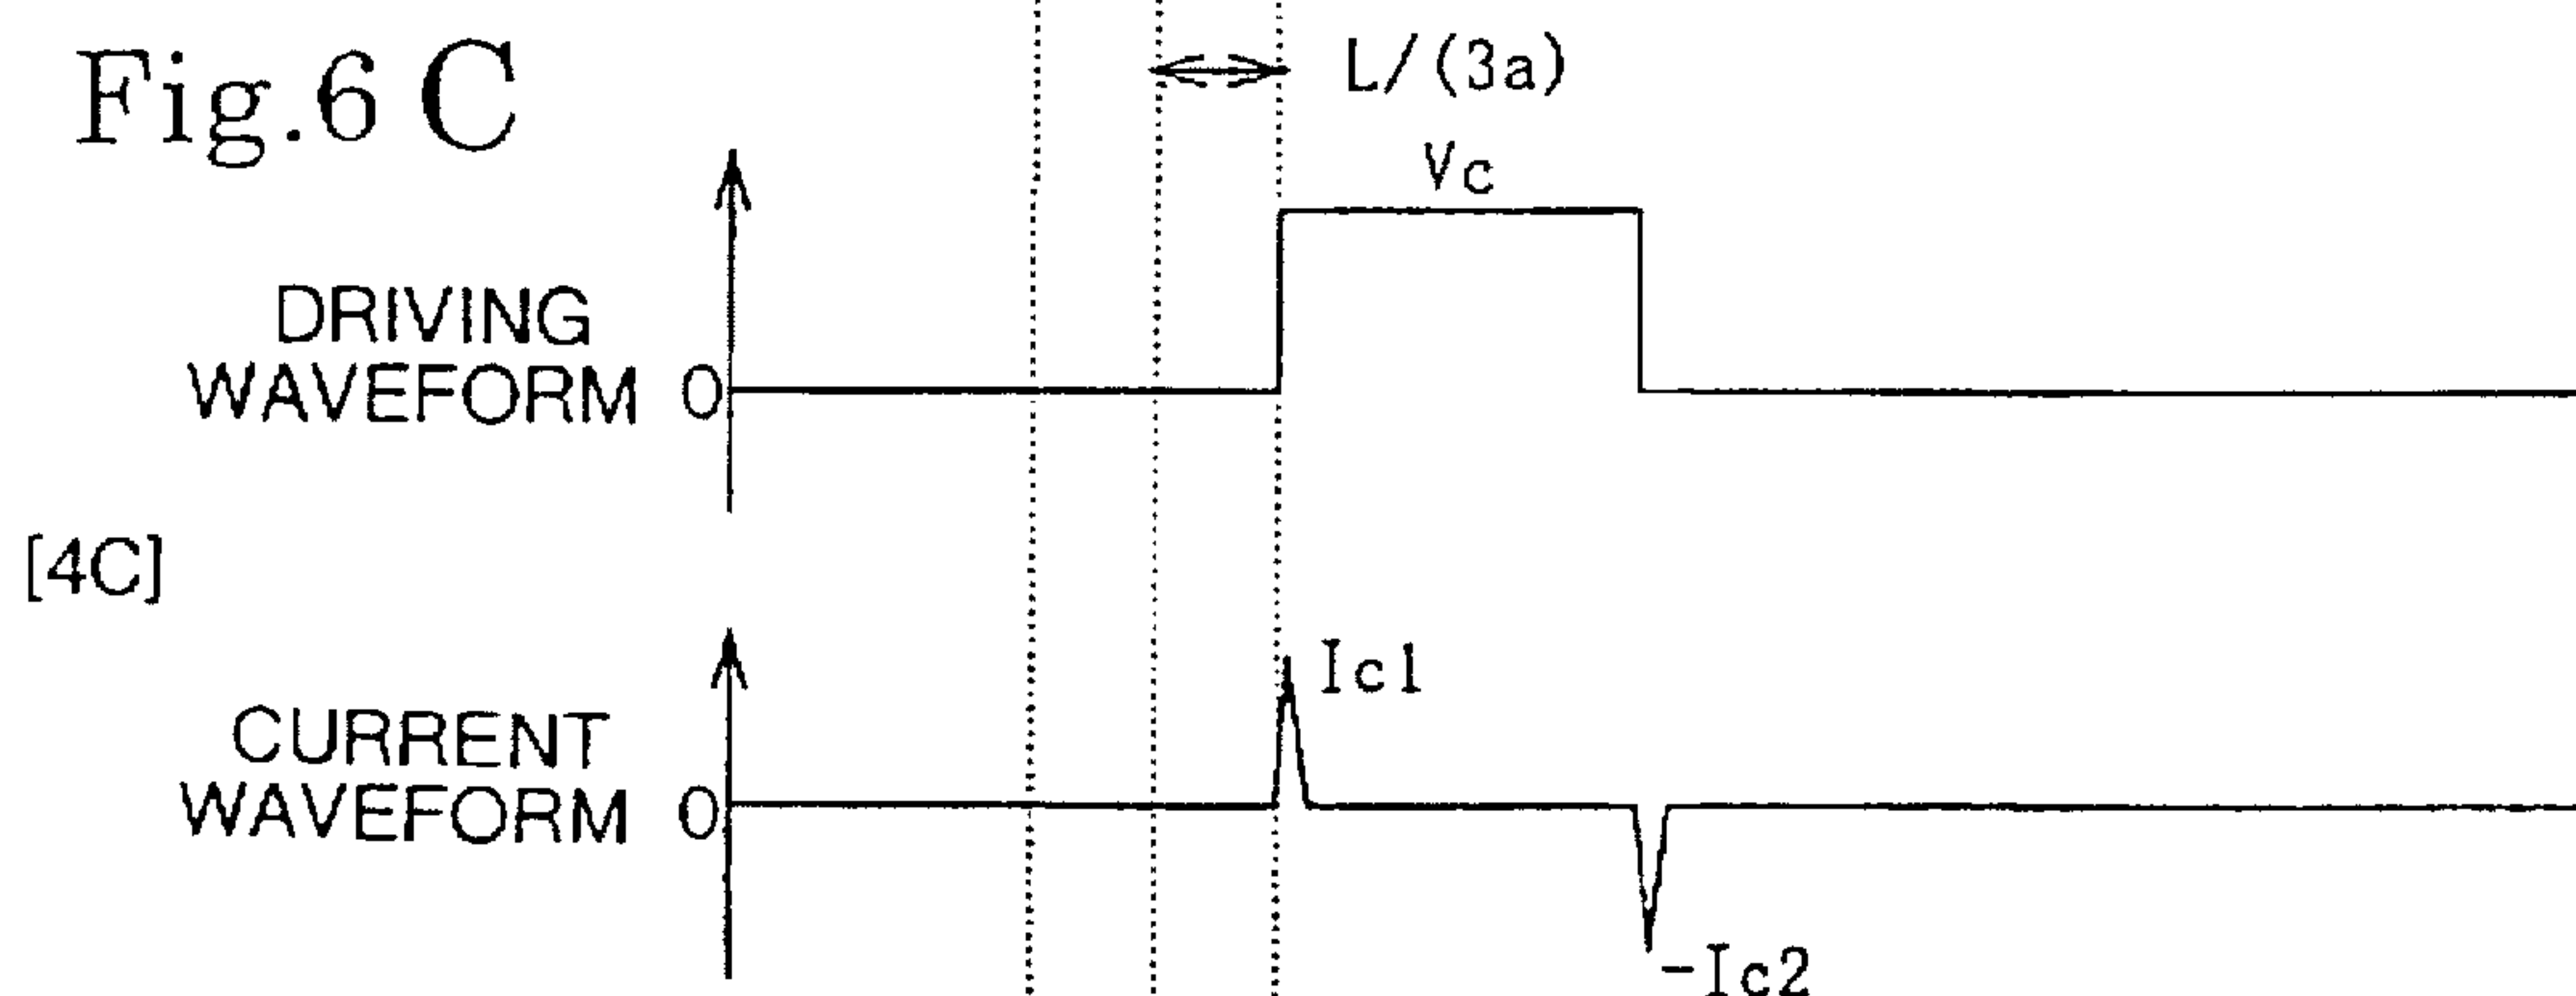 Fig.6 C
L/(3a)
Vc
DRIVING
WAVEFORM 0
[4C]
Ic1
CURRENT
WAVEFORM 0
-Ic2